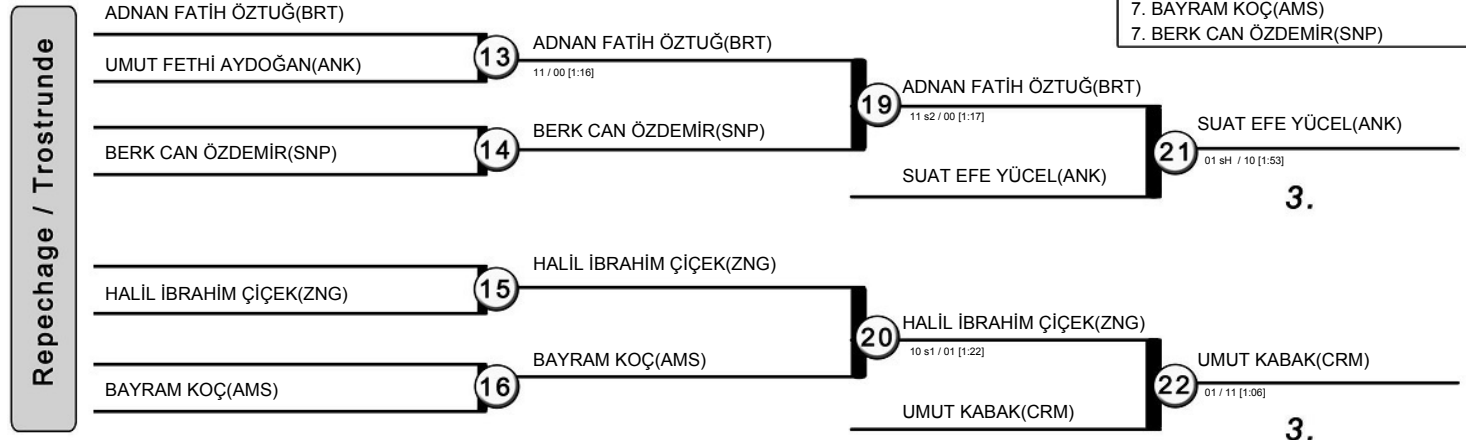 Repechage / Trostrunde
7. BAYRAM KOÇ(AMS)
7. BERK CAN ÖZDEMİR(SNP)
ADNAN FATİH ÖZTUĞ(BRT)
UMUT FETHİ AYDOĞAN(ANK)
13
ADNAN FATİH ÖZTUĞ(BRT)
11 / 00 [1:16]
BERK CAN ÖZDEMİR(SNP)
14
BERK CAN ÖZDEMİR(SNP)
19
ADNAN FATİH ÖZTUĞ(BRT)
11 s2 / 00 [1:17]
SUAT EFE YÜCEL(ANK)
21
SUAT EFE YÜCEL(ANK)
01 sH / 10 [1:53]
3.
HALİL İBRAHİM ÇİÇEK(ZNG)
15
HALİL İBRAHİM ÇİÇEK(ZNG)
BAYRAM KOÇ(AMS)
16
BAYRAM KOÇ(AMS)
20
HALİL İBRAHİM ÇİÇEK(ZNG)
10 s1 / 01 [1:22]
UMUT KABAK(CRM)
22
UMUT KABAK(CRM)
01 / 11 [1:06]
3.